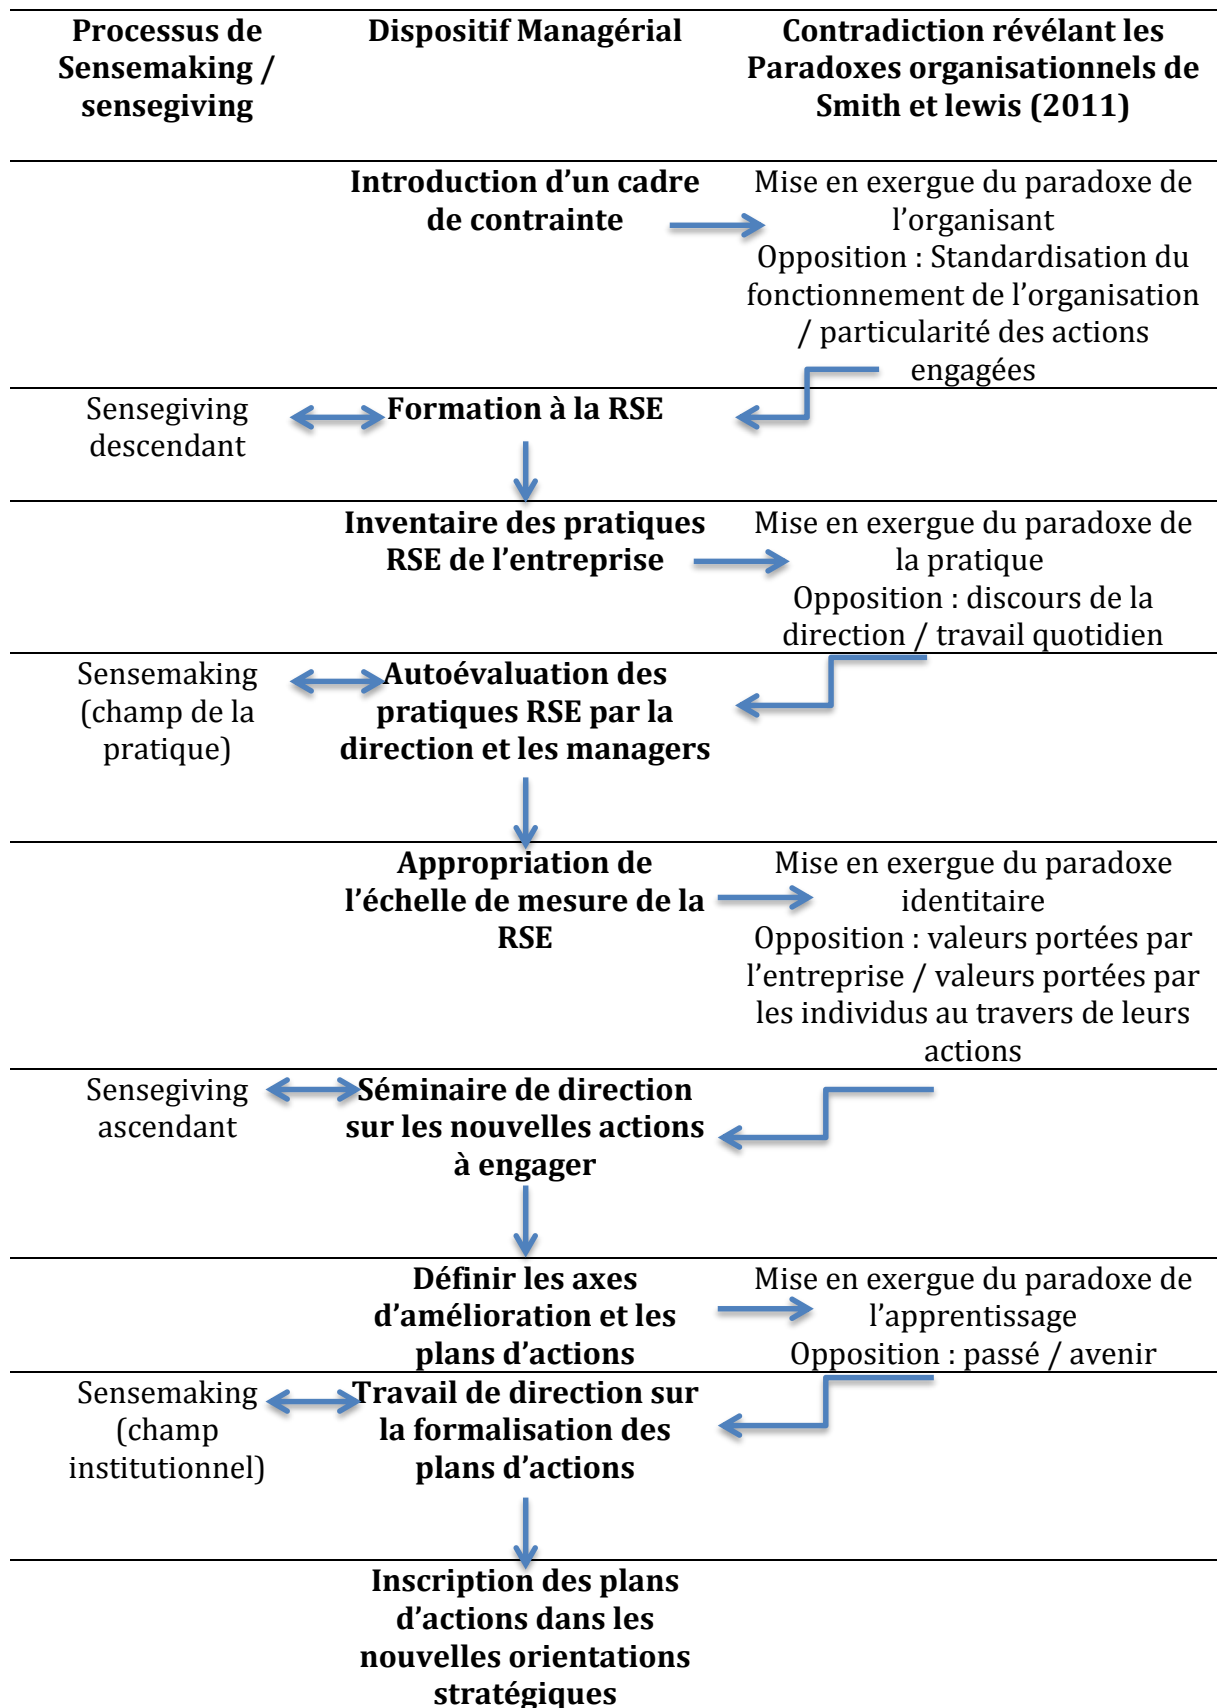 Processus de
Sensemaking /
sensegiving
Dispositif Managérial
Contradiction révélant les
Paradoxes organisationnels de
Smith et lewis (2011)
Introduction d’un cadre
de contrainte
Mise en exergue du paradoxe de
l’organisant
Opposition : Standardisation du
fonctionnement de l’organisation
/ particularité des actions
engagées
Sensegiving
descendant
Formation à la RSE
Inventaire des pratiques
RSE de l’entreprise
Mise en exergue du paradoxe de
la pratique
Opposition : discours de la
direction / travail quotidien
Sensemaking
(champ de la
pratique)
Autoévaluation des
pratiques RSE par la
direction et les managers
Appropriation de
l’échelle de mesure de la
RSE
Mise en exergue du paradoxe
identitaire
Opposition : valeurs portées par
l’entreprise / valeurs portées par
les individus au travers de leurs
actions
Sensegiving
ascendant
Séminaire de direction
sur les nouvelles actions
à engager
Définir les axes
d’amélioration et les
plans d’actions
Mise en exergue du paradoxe de
l’apprentissage
Opposition : passé / avenir
Sensemaking
(champ
institutionnel)
Travail de direction sur
la formalisation des
plans d’actions
Inscription des plans
d’actions dans les
nouvelles orientations
stratégiques